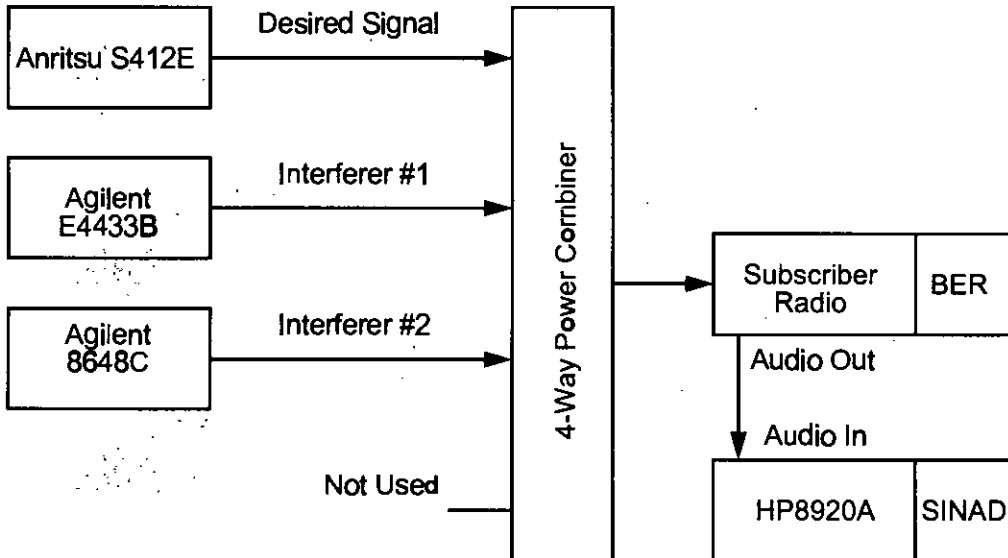 Desired Signal
Anritsu S412E
Interferer #1
Agilent
E4433B
Interferer #2
Agilent
8648C
Not Used
4-Way Power Combiner
Subscriber
Radio
BER
Audio Out
Audio In
HP8920A
SINAD